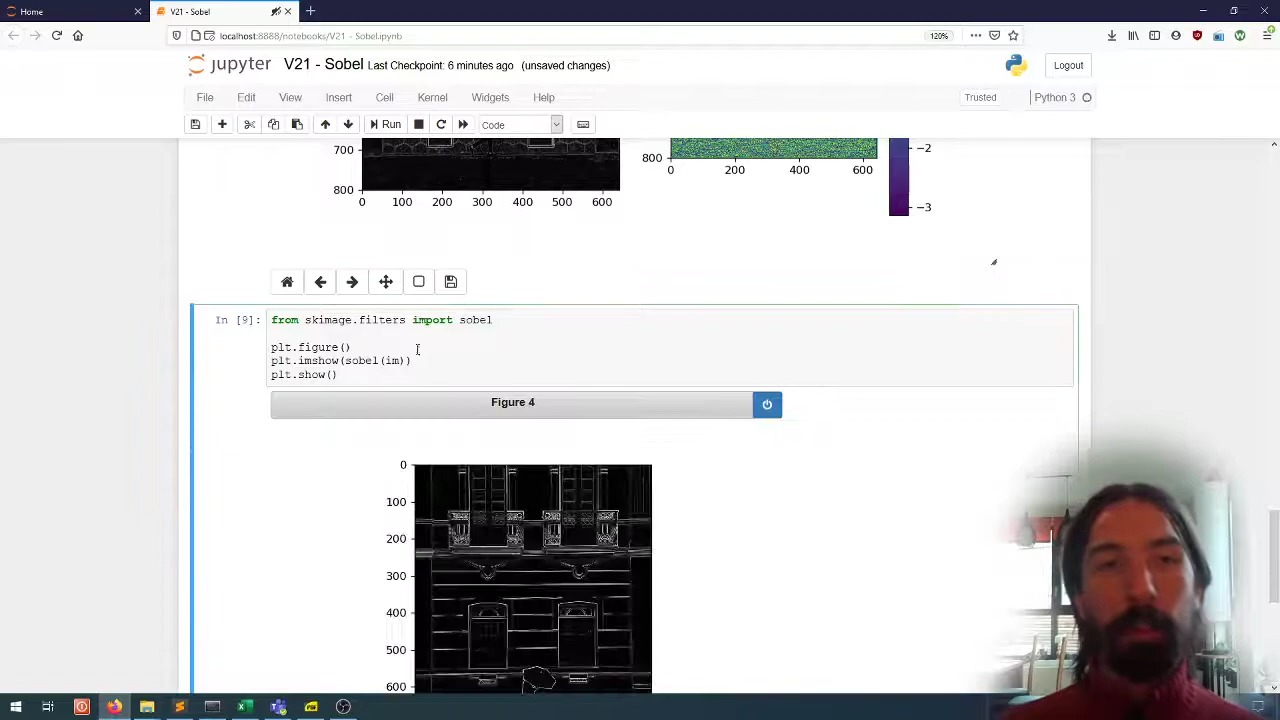 Home
V21 - Sobel
localhost:8888/notebooks/V21 - Sobel.ipynb
120%
jupyter V21 - Sobel Last Checkpoint: 6 minutes ago (unsaved changes)
Logout
File Edit View Insert Cell Kernel Widgets Help
Trusted
Python 3
Run
Code
700
800
0 100 200 300 400 500 600
800
0 200 400 600
−2
−3
In [9]:
from skimage.filters import sobel
plt.figure()
plt.imshow(sobel(im))
plt.show()
Figure 4
0
100
200
300
400
500
600